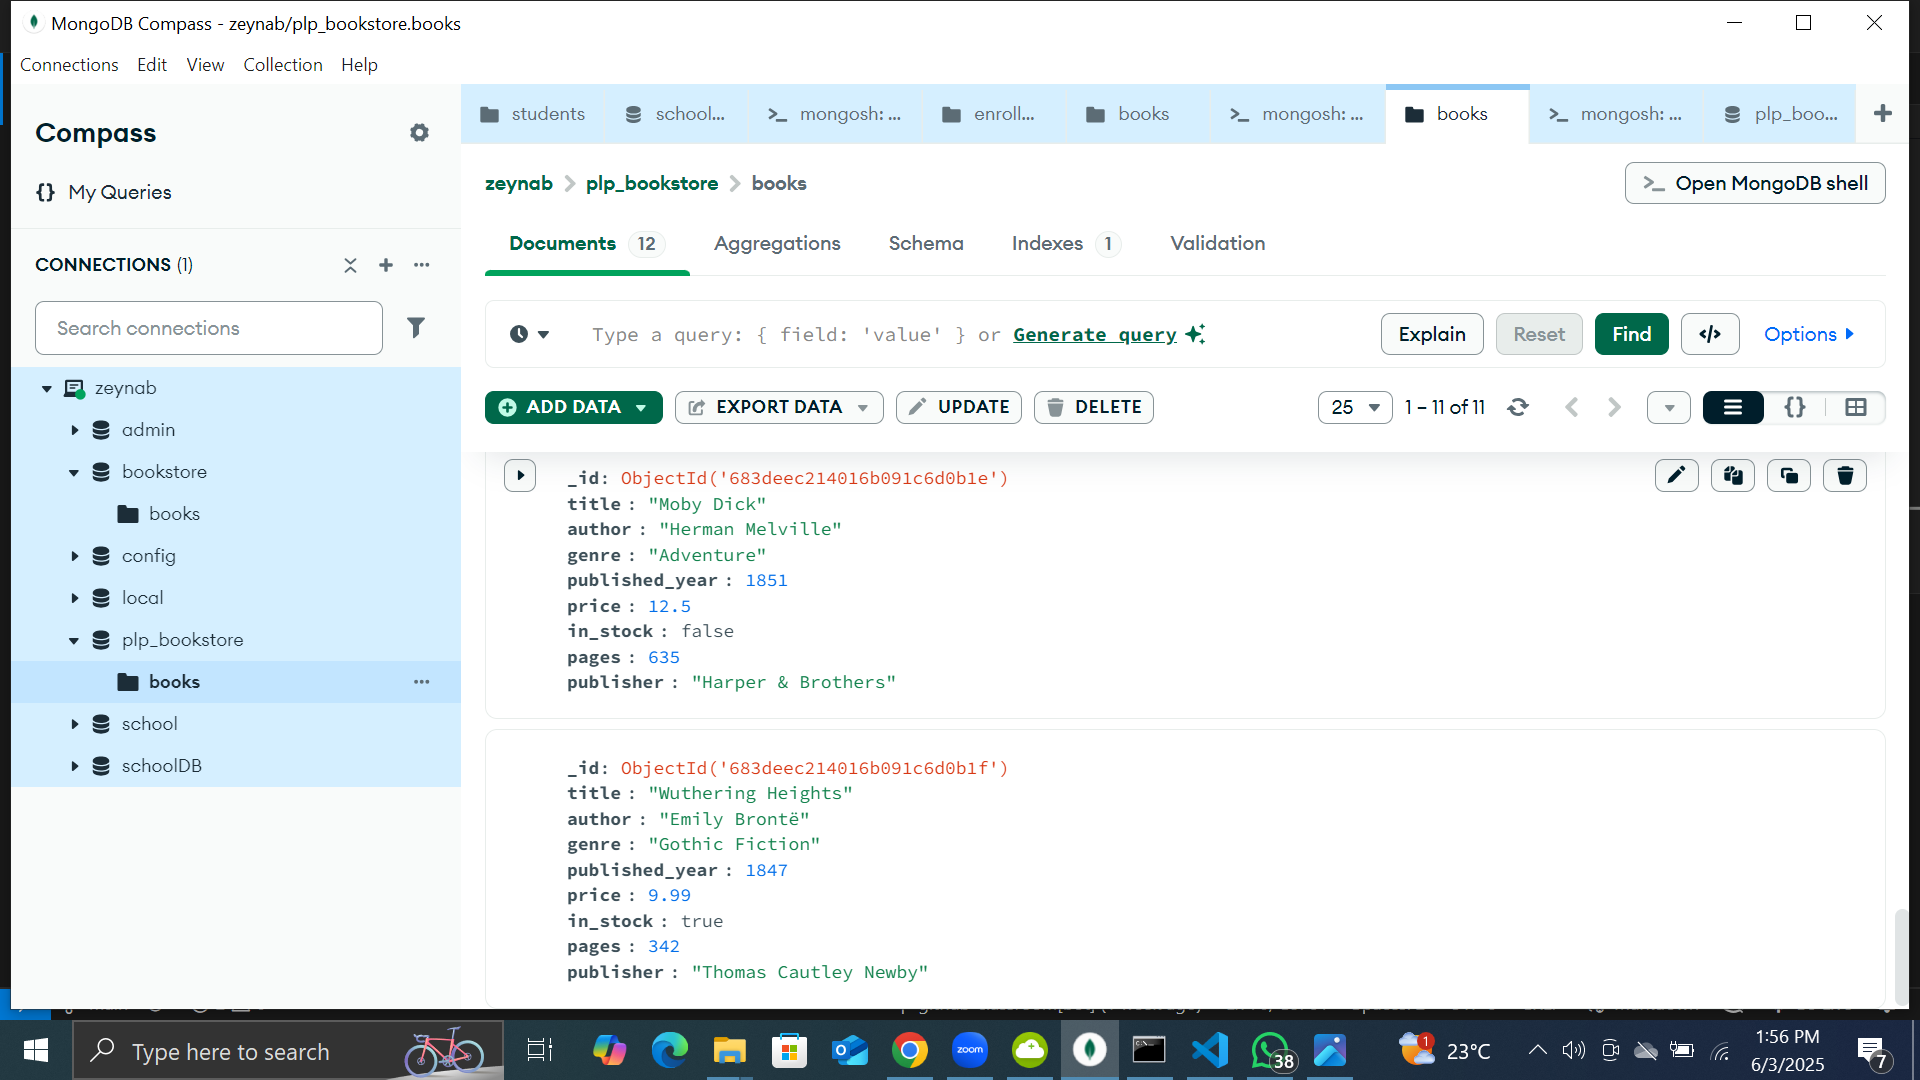 MongoDB Compass - zeynab/plp_bookstore.books
Connections Edit View Collection Help
Compass
{} My Queries
CONNECTIONS (1)
Search connections
zeynab
admin
bookstore
books
config
local
plp_bookstore
books
school
schoolDB
students school... >_ mongosh: ... enroll... books >_ mongosh: ... books >_ mongosh: ... plp_boo... +
zeynab > plp_bookstore > books
>_ Open MongoDB shell
Documents 12 Aggregations Schema Indexes 1 Validation
Type a query: { field: 'value' } or Generate query
Explain Reset Find </> Options
ADD DATA EXPORT DATA UPDATE DELETE
25 1 – 11 of 11 {}
_id: ObjectId('683deec214016b091c6d0b1e')
title : "Moby Dick"
author : "Herman Melville"
genre : "Adventure"
published_year : 1851
price : 12.5
in_stock : false
pages : 635
publisher : "Harper & Brothers"
_id: ObjectId('683deec214016b091c6d0b1f')
title : "Wuthering Heights"
author : "Emily Brontë"
genre : "Gothic Fiction"
published_year : 1847
price : 9.99
in_stock : true
pages : 342
publisher : "Thomas Cautley Newby"
Type here to search
zoom
38
1
23°C
1:56 PM
6/3/2025
7